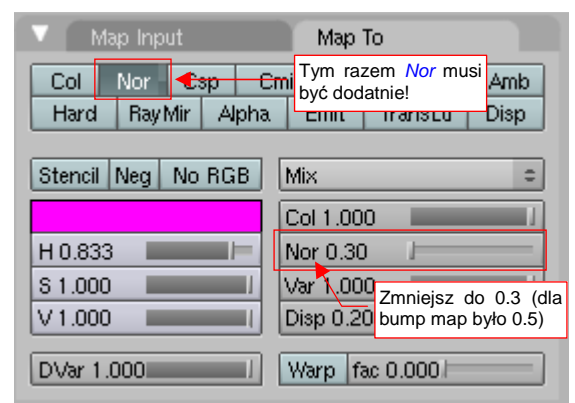 Map Input Map To
Col Nor Csp Cmi Amb
Tym razem Nor musi
być dodatnie!
Hard RayMir Alpha Emit TransLu Disp
Stencil Neg No RGB Mix
Col 1.000
H 0.833 Nor 0.30
S 1.000 Var 1.000
Zmniejsz do 0.3 (dla
bump map było 0.5)
V 1.000 Disp 0.20
DVar 1.000 Warp fac 0.000